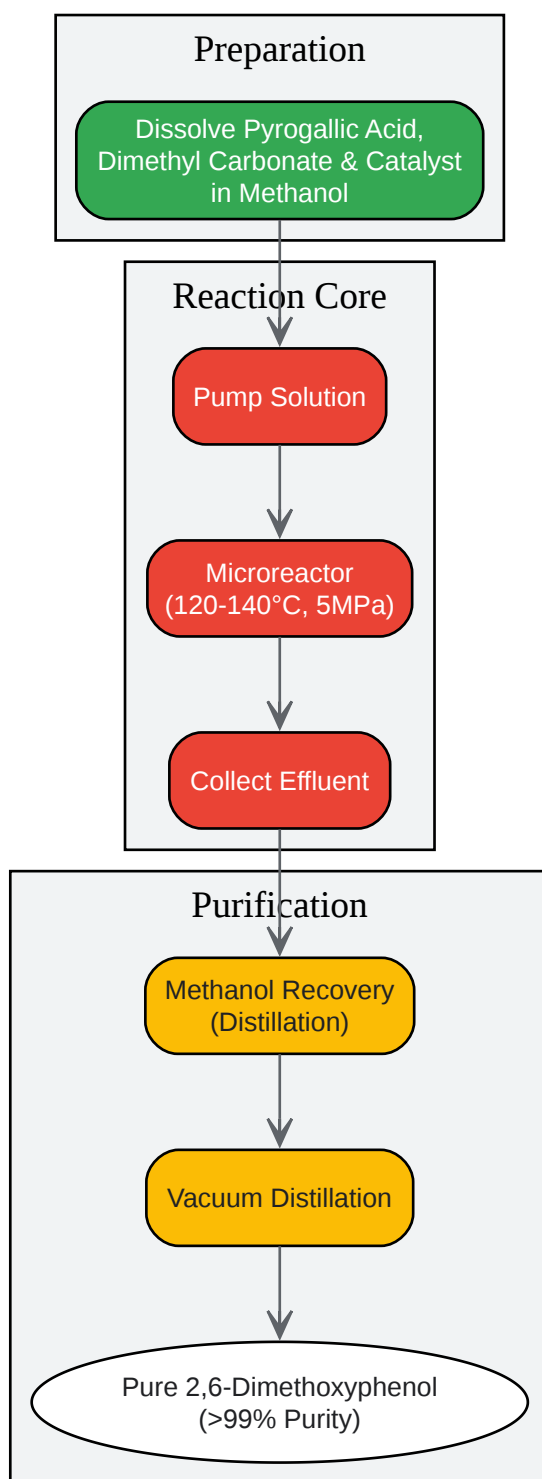 Preparation
Dissolve Pyrogallic Acid,
Dimethyl Carbonate & Catalyst
in Methanol
Reaction Core
Pump Solution
Microreactor
(120-140°C, 5MPa)
Collect Effluent
Purification
Methanol Recovery
(Distillation)
Vacuum Distillation
Pure 2,6-Dimethoxyphenol
(>99% Purity)